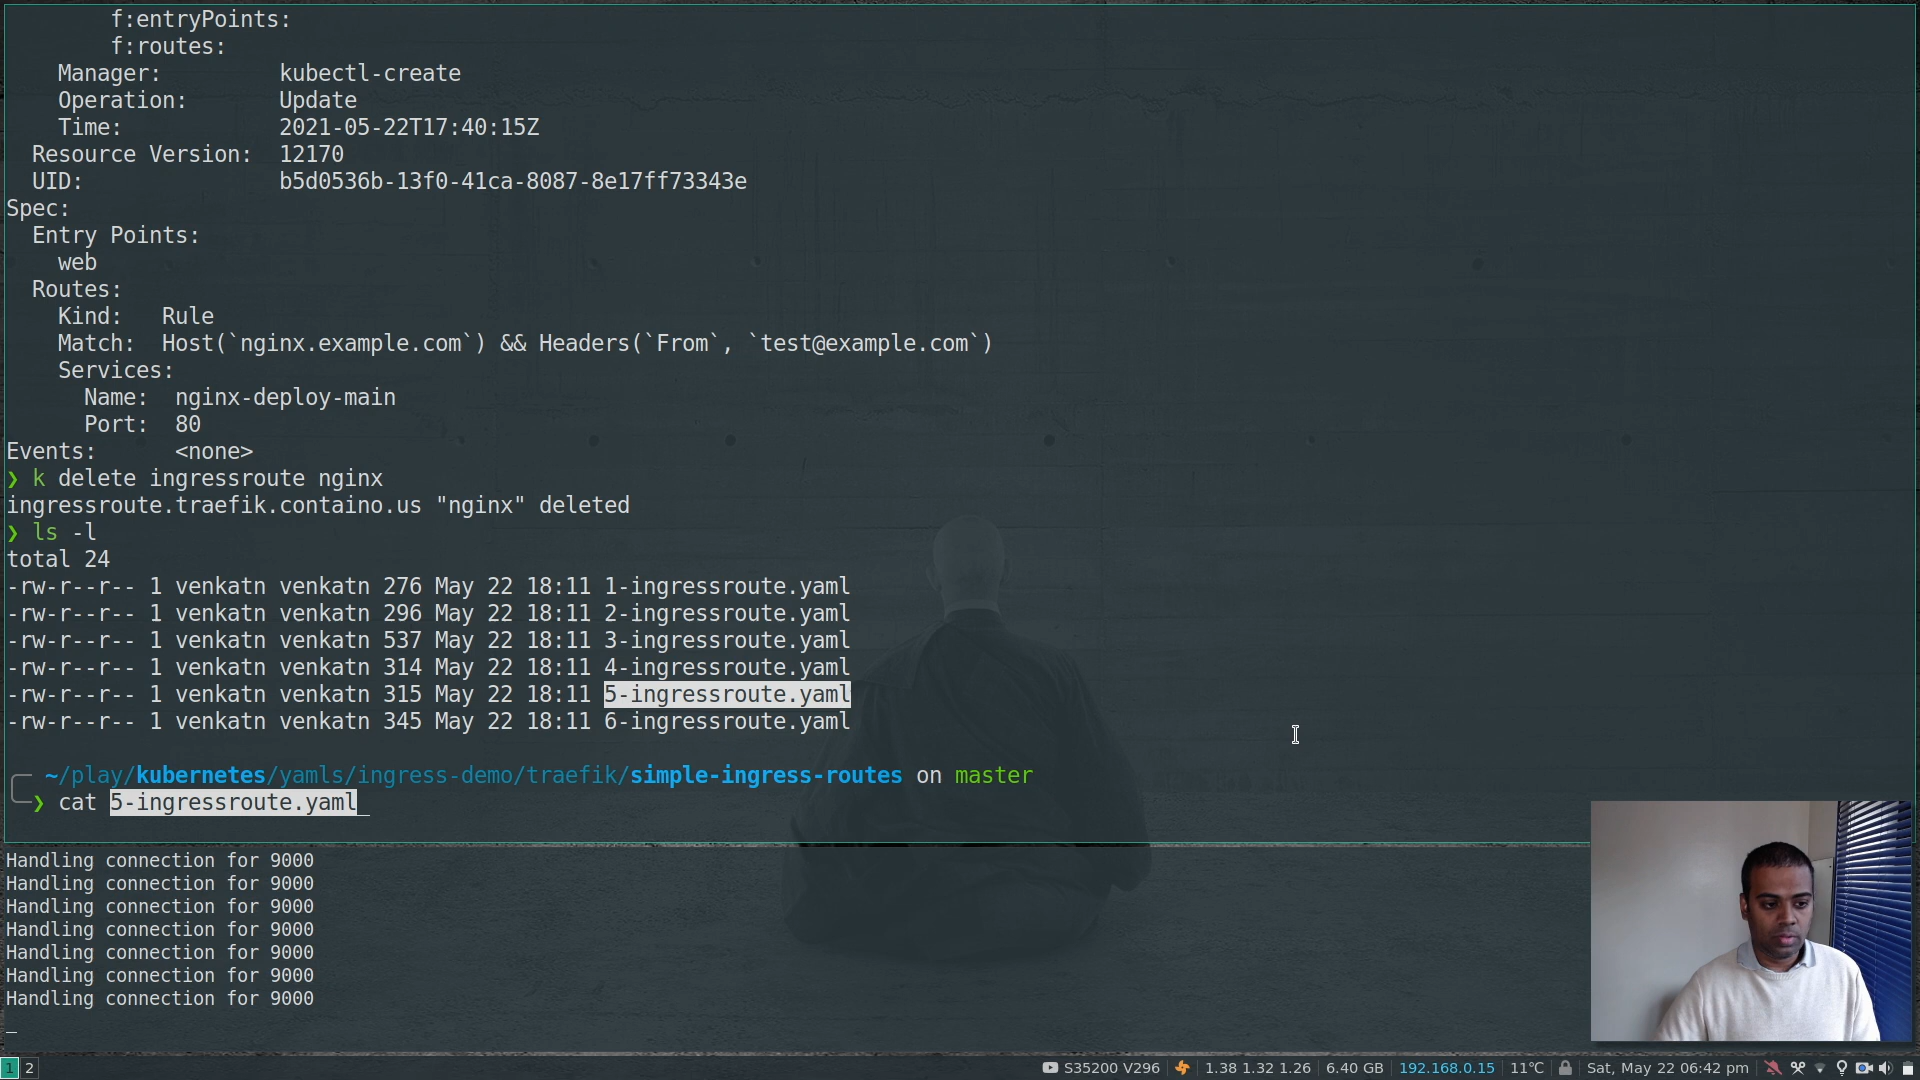 f:entryPoints:
f:routes:
Manager: kubectl-create
Operation: Update
Time: 2021-05-22T17:40:15Z
Resource Version: 12170
UID: b5d0536b-13f0-41ca-8087-8e17ff73343e
Spec:
Entry Points:
web
Routes:
Kind: Rule
Match: Host(`nginx.example.com`) && Headers(`From`, `test@example.com`)
Services:
Name: nginx-deploy-main
Port: 80
Events: <none>
❯ k delete ingressroute nginx
ingressroute.traefik.containo.us "nginx" deleted
❯ ls -l
total 24
-rw-r--r-- 1 venkatn venkatn 276 May 22 18:11 1-ingressroute.yaml
-rw-r--r-- 1 venkatn venkatn 296 May 22 18:11 2-ingressroute.yaml
-rw-r--r-- 1 venkatn venkatn 537 May 22 18:11 3-ingressroute.yaml
-rw-r--r-- 1 venkatn venkatn 314 May 22 18:11 4-ingressroute.yaml
-rw-r--r-- 1 venkatn venkatn 315 May 22 18:11 5-ingressroute.yaml
-rw-r--r-- 1 venkatn venkatn 345 May 22 18:11 6-ingressroute.yaml
~/play/kubernetes/yamls/ingress-demo/traefik/simple-ingress-routes on master
❯ cat 5-ingressroute.yaml
Handling connection for 9000
Handling connection for 9000
Handling connection for 9000
Handling connection for 9000
Handling connection for 9000
Handling connection for 9000
Handling connection for 9000
1 2 S35200 V296 1.38 1.32 1.26 6.40 GB 192.168.0.15 11°C Sat, May 22 06:42 pm